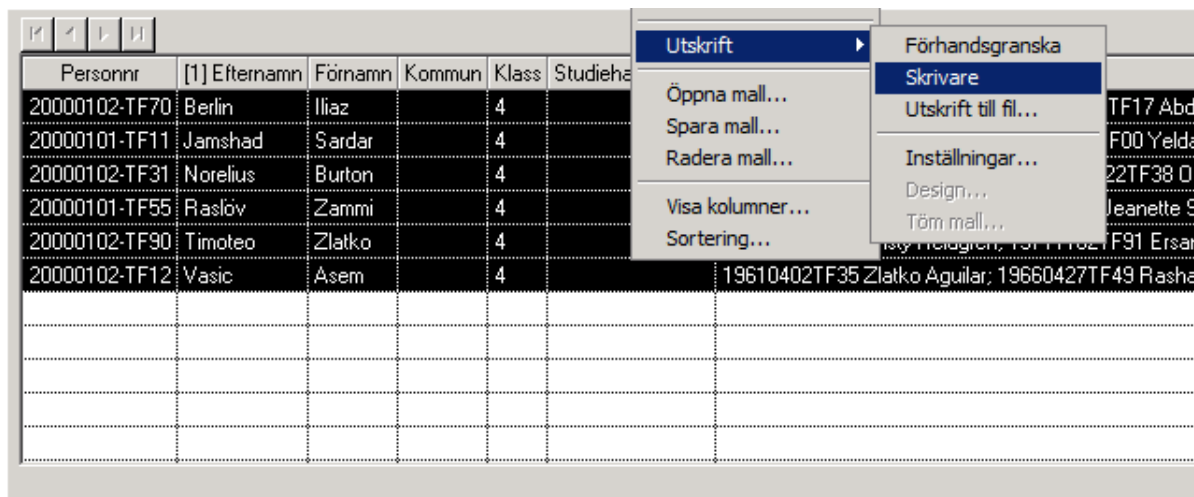 Personnr [1] Efternamn Förnamn Kommun Klass Studieha
20000102-TF70 Berlin Iliaz 4 TF17 Abd
20000101-TF11 Jamshad Sardar 4 F00 Yelda
20000102-TF31 Norelius Burton 4 22TF38 O
20000101-TF55 Raslöv Zammi 4 Jeanette S
20000102-TF90 Timoteo Zlatko 4 TF91 Ersan
20000102-TF12 Vasic Asem 4 19610402TF35 Zlatko Aguilar; 19660427TF49 Rasha
Utskrift
Öppna mall...
Spara mall...
Radera mall...
Visa kolumner...
Sortering...
Förhandsgranska
Skrivare
Utskrift till fil...
Inställningar...
Design...
Töm mall...